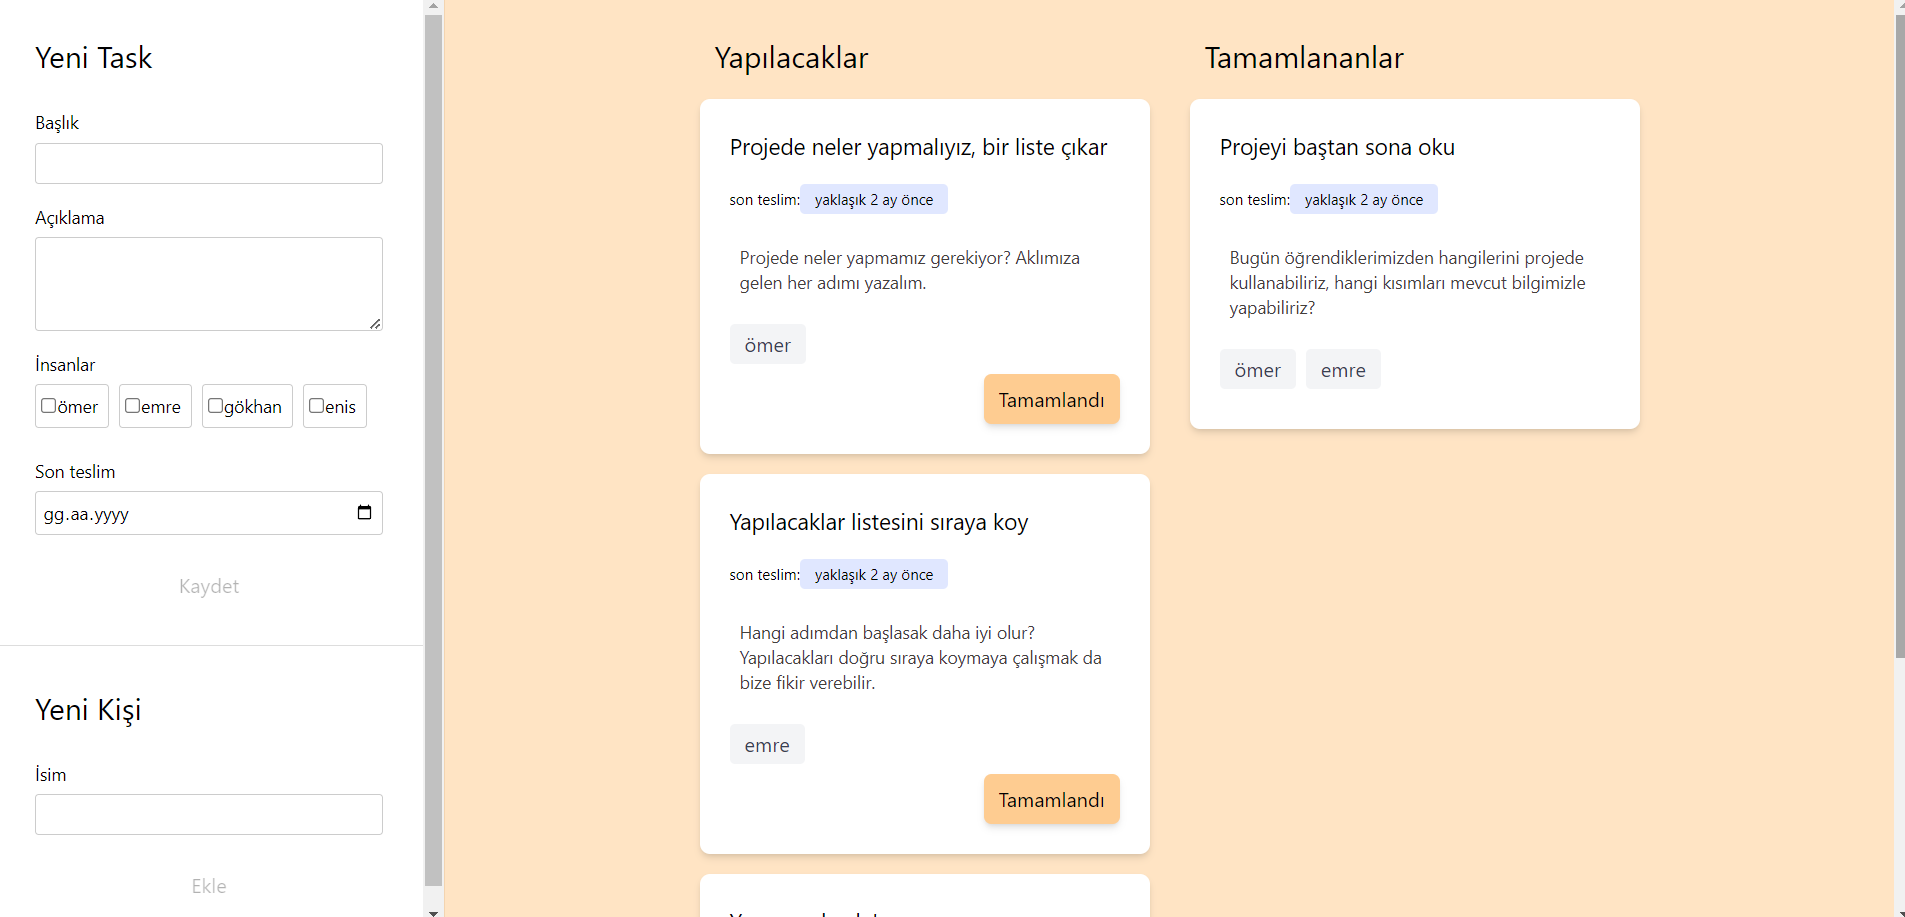 Yeni Task
Başlık
Açıklama
İnsanlar
ömer
emre
gökhan
enis
Son teslim
gg.aa.yyyy
Kaydet
Yeni Kişi
İsim
Ekle
Yapılacaklar
Projede neler yapmalıyız, bir liste çıkar
son teslim: yaklaşık 2 ay önce
Projede neler yapmamız gerekiyor? Aklımıza
gelen her adımı yazalım.
ömer
Tamamlandı
Yapılacaklar listesini sıraya koy
son teslim: yaklaşık 2 ay önce
Hangi adımdan başlasak daha iyi olur?
Yapılacakları doğru sıraya koymaya çalışmak da
bize fikir verebilir.
emre
Tamamlandı
Tamamlananlar
Projeyi baştan sona oku
son teslim: yaklaşık 2 ay önce
Bugün öğrendiklerimizden hangilerini projede
kullanabiliriz, hangi kısımları mevcut bilgimizle
yapabiliriz?
ömer
emre